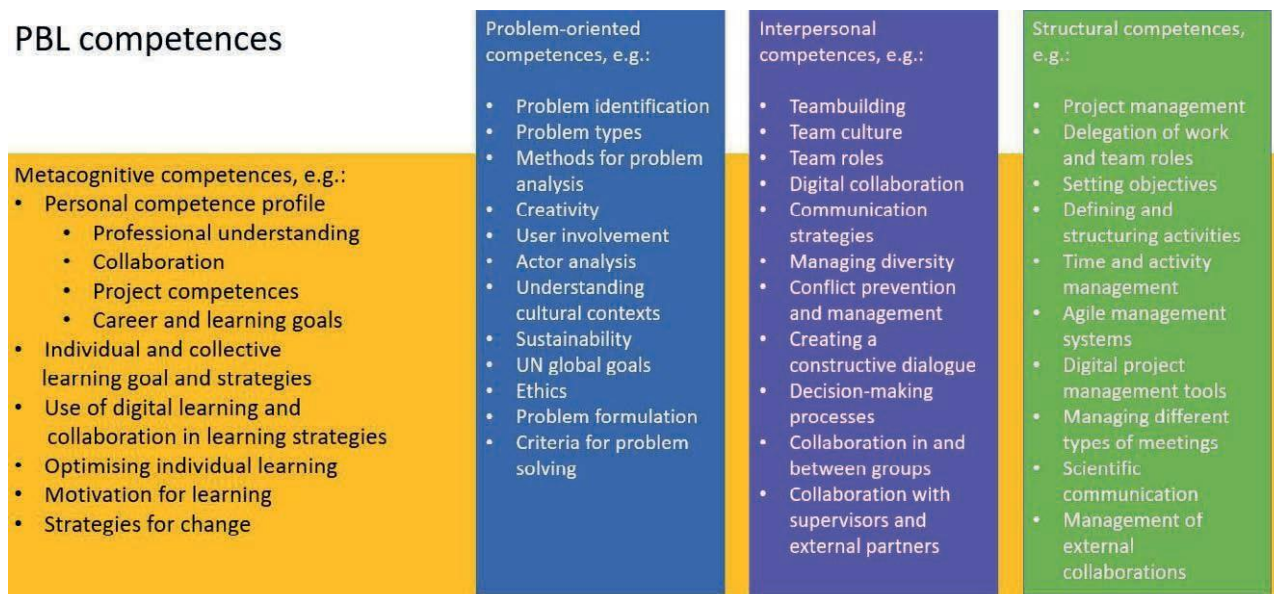 PBL competences
Metacognitive competences, e.g.:
• Personal competence profile
• Professional understanding
• Collaboration
• Project competences
• Career and learning goals
• Individual and collective
learning goal and strategies
• Use of digital learning and
collaboration in learning strategies
• Optimising individual learning
• Motivation for learning
• Strategies for change
Problem-oriented
competences, e.g.:
• Problem identification
• Problem types
• Methods for problem
analysis
• Creativity
• User involvement
• Actor analysis
• Understanding
cultural contexts
• Sustainability
• UN global goals
• Ethics
• Problem formulation
• Criteria for problem
solving
Interpersonal
competences, e.g.:
• Teambuilding
• Team culture
• Team roles
• Digital collaboration
• Communication
strategies
• Managing diversity
• Conflict prevention
and management
• Creating a
constructive dialogue
• Decision-making
processes
• Collaboration in and
between groups
• Collaboration with
supervisors and
external partners
Structural competences,
e.g.:
• Project management
• Delegation of work
and team roles
• Setting objectives
• Defining and
structuring activities
• Time and activity
management
• Agile management
systems
• Digital project
management tools
• Managing different
types of meetings
• Scientific
communication
• Management of
external
collaborations